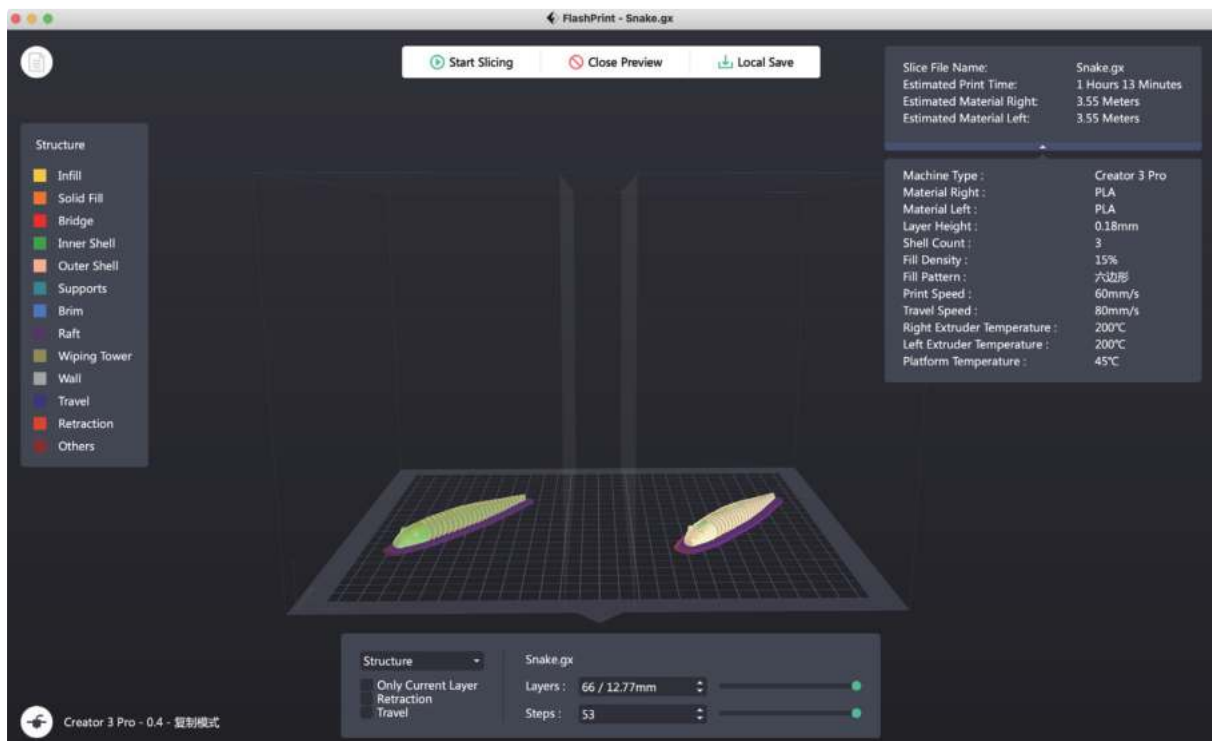 FlashPrint - Snake.gx
Start Slicing Close Preview Local Save
Slice File Name: Snake.gx
Estimated Print Time: 1 Hours 13 Minutes
Estimated Material Right: 3.55 Meters
Estimated Material Left: 3.55 Meters
Structure
Infill
Solid Fill
Bridge
Inner Shell
Outer Shell
Supports
Brim
Raft
Wiping Tower
Wall
Travel
Retraction
Others
Machine Type : Creator 3 Pro
Material Right : PLA
Material Left : PLA
Layer Height : 0.18mm
Shell Count : 3
Fill Density : 15%
Fill Pattern : 六边形
Print Speed : 60mm/s
Travel Speed : 80mm/s
Right Extruder Temperature : 200℃
Left Extruder Temperature : 200℃
Platform Temperature : 45℃
Structure
Only Current Layer
Retraction
Travel
Snake.gx
Layers : 66 / 12.77mm
Steps : 53
Creator 3 Pro - 0.4 - 复制模式